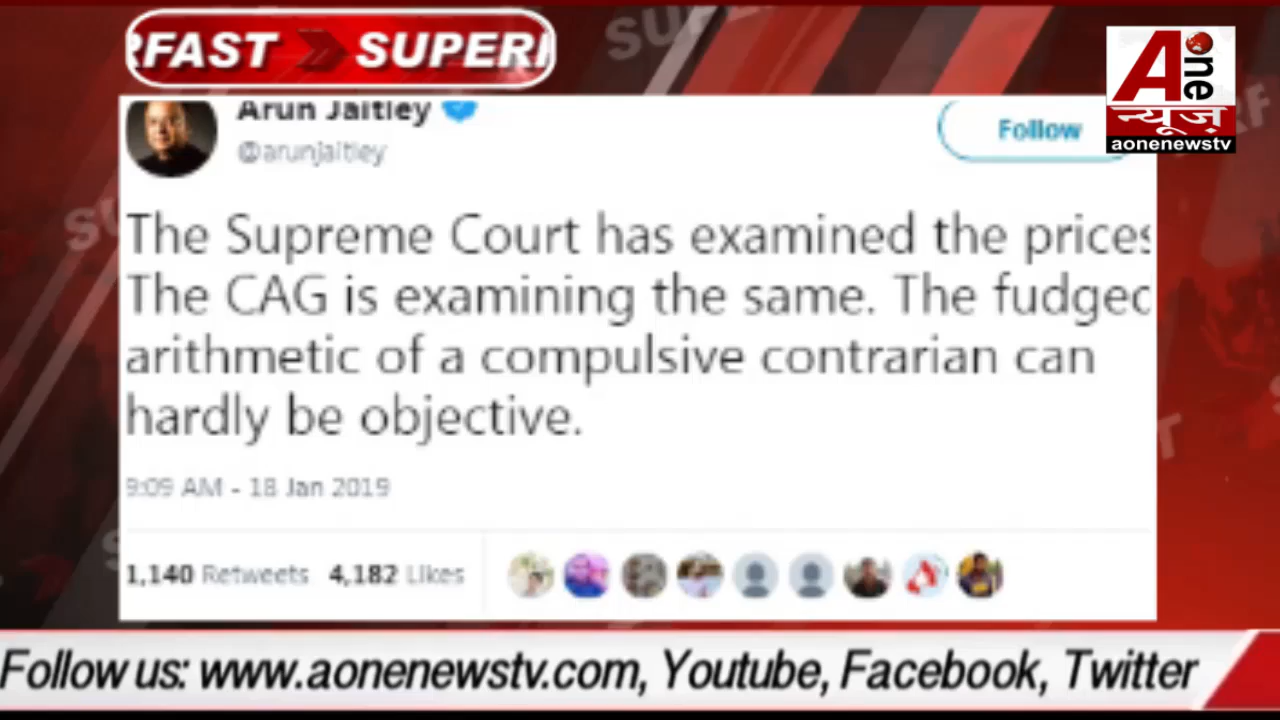 RFAST SUPER
A one
न्यूज़
aonenewstv
Arun Jaitley
@arunjaitley
Follow
The Supreme Court has examined the prices
The CAG is examining the same. The fudged
arithmetic of a compulsive contrarian can
hardly be objective.
9:09 AM - 18 Jan 2019
1,140 Retweets 4,182 Likes
Follow us: www.aonenewstv.com, Youtube, Facebook, Twitter